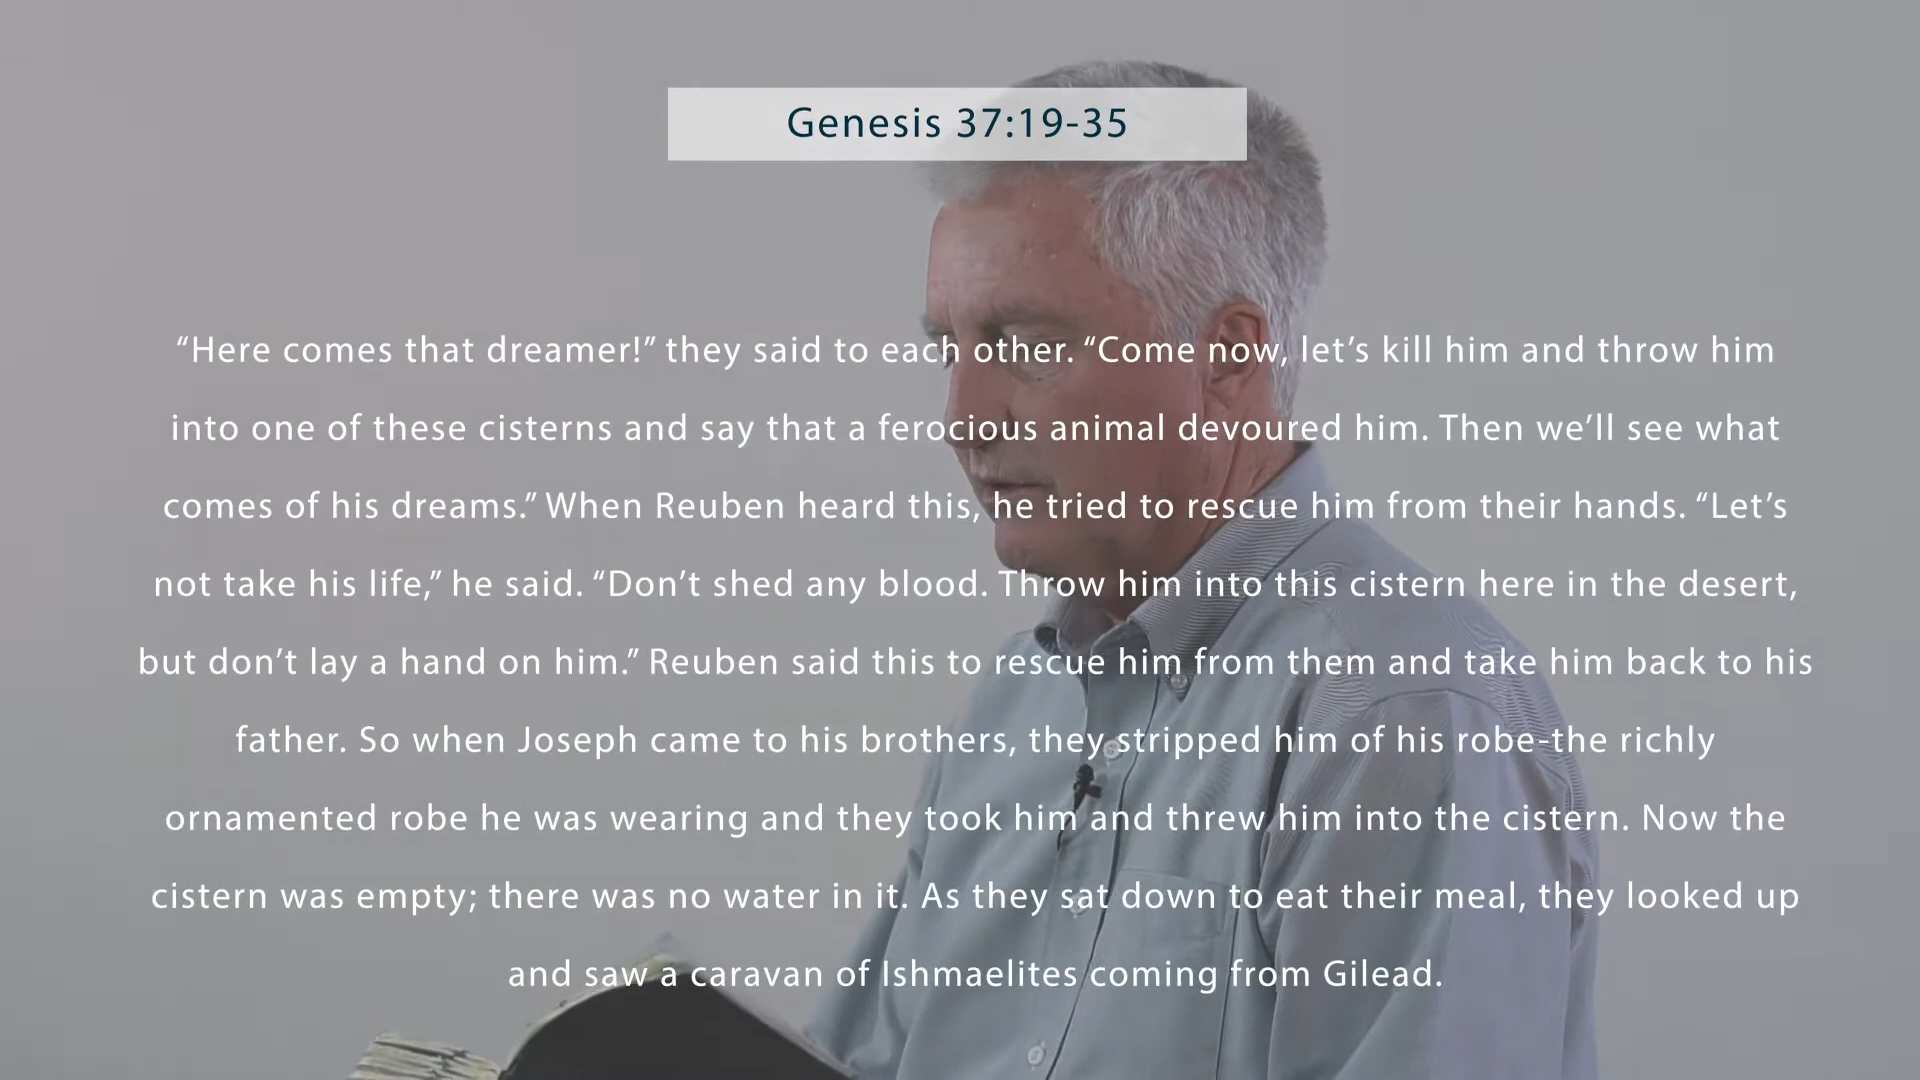 Genesis 37:19-35
“Here comes that dreamer!” they said to each other. “Come now, let’s kill him and throw him
into one of these cisterns and say that a ferocious animal devoured him. Then we’ll see what
comes of his dreams.” When Reuben heard this, he tried to rescue him from their hands. “Let’s
not take his life,” he said. “Don’t shed any blood. Throw him into this cistern here in the desert,
but don’t lay a hand on him.” Reuben said this to rescue him from them and take him back to his
father. So when Joseph came to his brothers, they stripped him of his robe-the richly
ornamented robe he was wearing and they took him and threw him into the cistern. Now the
cistern was empty; there was no water in it. As they sat down to eat their meal, they looked up
and saw a caravan of Ishmaelites coming from Gilead.